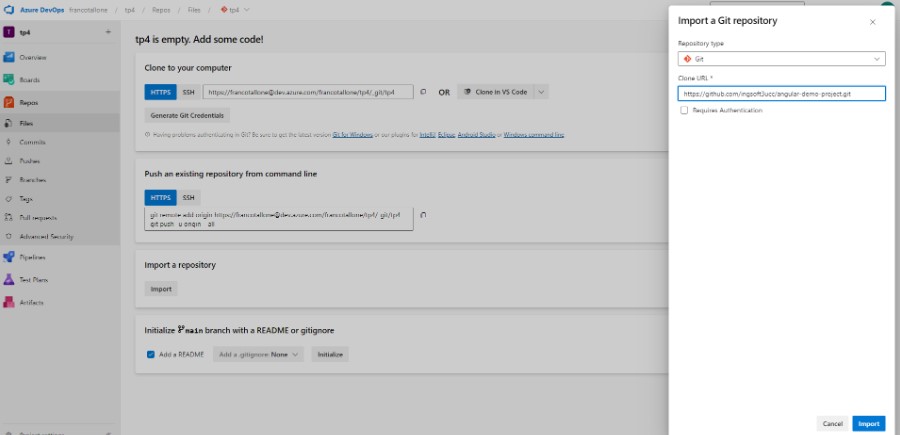 Azure DevOps francotallone / tp4 / Repos / Files / tp4
tp4
Overview
Boards
Repos
Files
Commits
Pushes
Branches
Tags
Pull requests
Advanced Security
Pipelines
Test Plans
Artifacts
tp4 is empty. Add some code!
Clone to your computer
HTTPS SSH https://francotallone@dev.azure.com/francotallone/tp4/_git/tp4 OR Clone in VS Code
Generate Git Credentials
Having problems authenticating in Git? Be sure to get the latest version Git for Windows or our plugins for IntelliJ, Eclipse, Android Studio or Windows command line
Push an existing repository from command line
HTTPS SSH
git remote add origin https://francotallone@dev.azure.com/francotallone/tp4/_git/tp4
git push -u origin --all
Import a repository
Import
Initialize main branch with a README or gitignore
Add a README Add a .gitignore: None Initialize
Import a Git repository
Repository type
Git
Clone URL *
https://github.com/ingsoft3ucc/angular-demo-project.git
Requires Authentication
Cancel Import